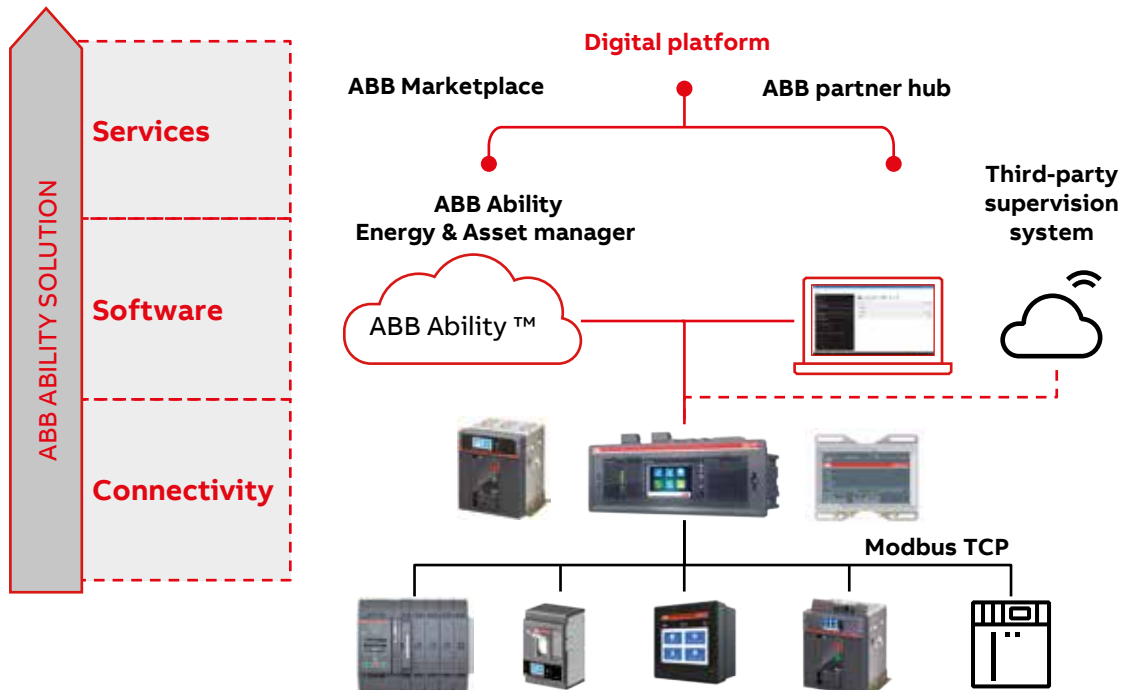 ABB ABILITY SOLUTION
Services
Software
Connectivity
Digital platform
ABB Marketplace
ABB partner hub
ABB Ability
Energy & Asset manager
ABB Ability ™
Third-party
supervision
system
Modbus TCP